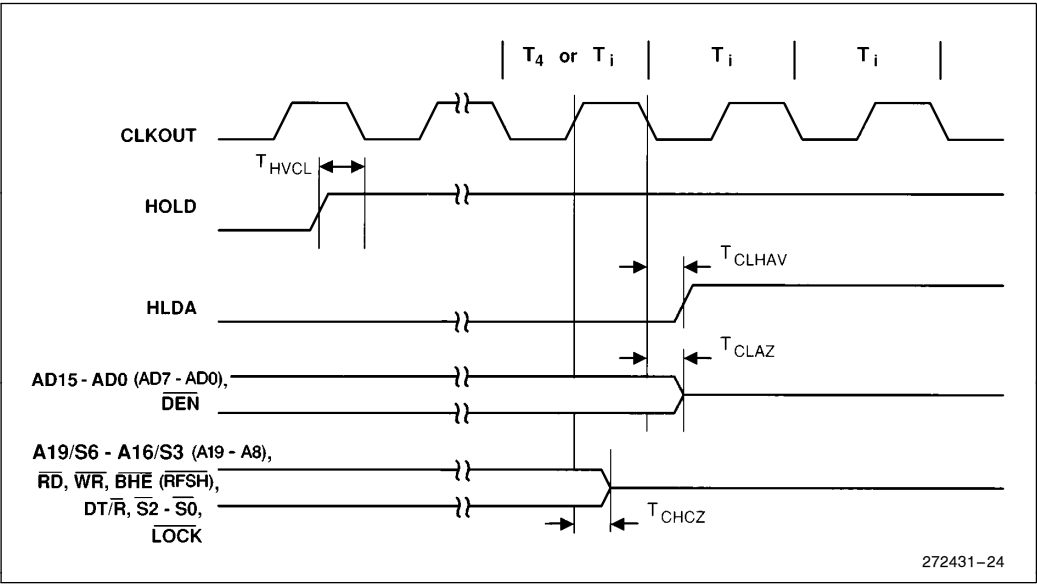 T4 or Ti Ti Ti
CLKOUT
THVCL
HOLD
TCLHAV
HLDA
TCLAZ
AD15 - AD0 (AD7 - AD0),
DEN
A19/S6 - A16/S3 (A19 - A8),
RD, WR, BHE (RFSH),
DT/R, S2 - S0,
LOCK
TCHCZ
272431-24